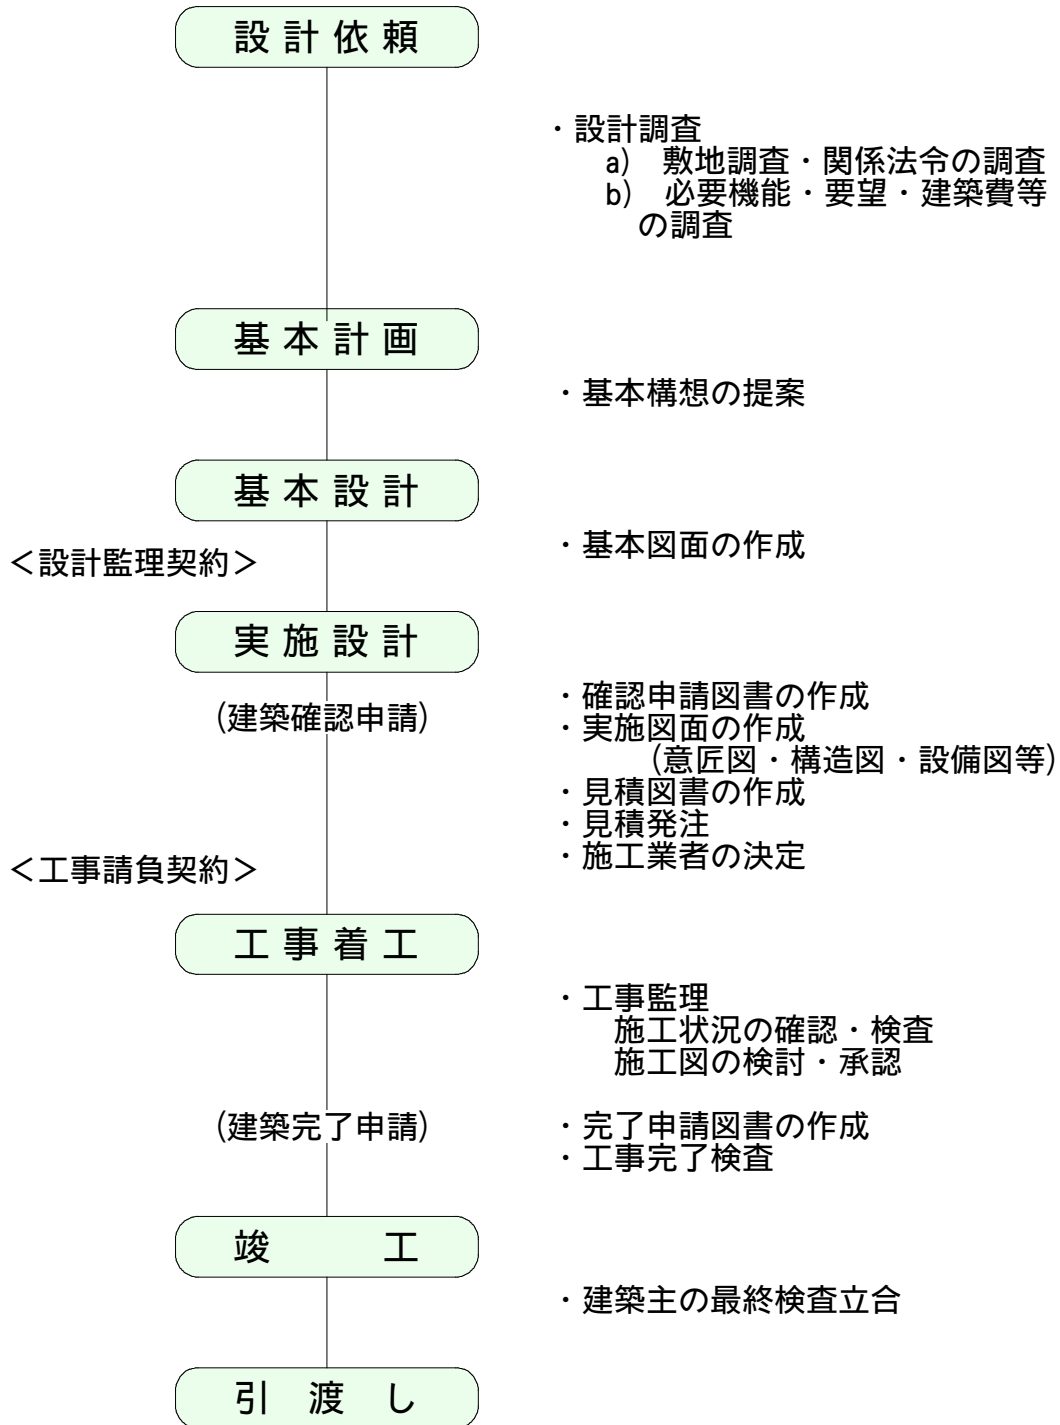 設計依頼
・設計調査
a) 敷地調査・関係法令の調査
b) 必要機能・要望・建築費等
の調査
基本計画
・基本構想の提案
基本設計
・基本図面の作成
＜設計監理契約＞
実施設計
(建築確認申請)
・確認申請図書の作成
・実施図面の作成
(意匠図・構造図・設備図等)
・見積図書の作成
・見積発注
・施工業者の決定
＜工事請負契約＞
工事着工
・工事監理
施工状況の確認・検査
施工図の検討・承認
(建築完了申請)
・完了申請図書の作成
・工事完了検査
竣工
・建築主の最終検査立合
引渡し